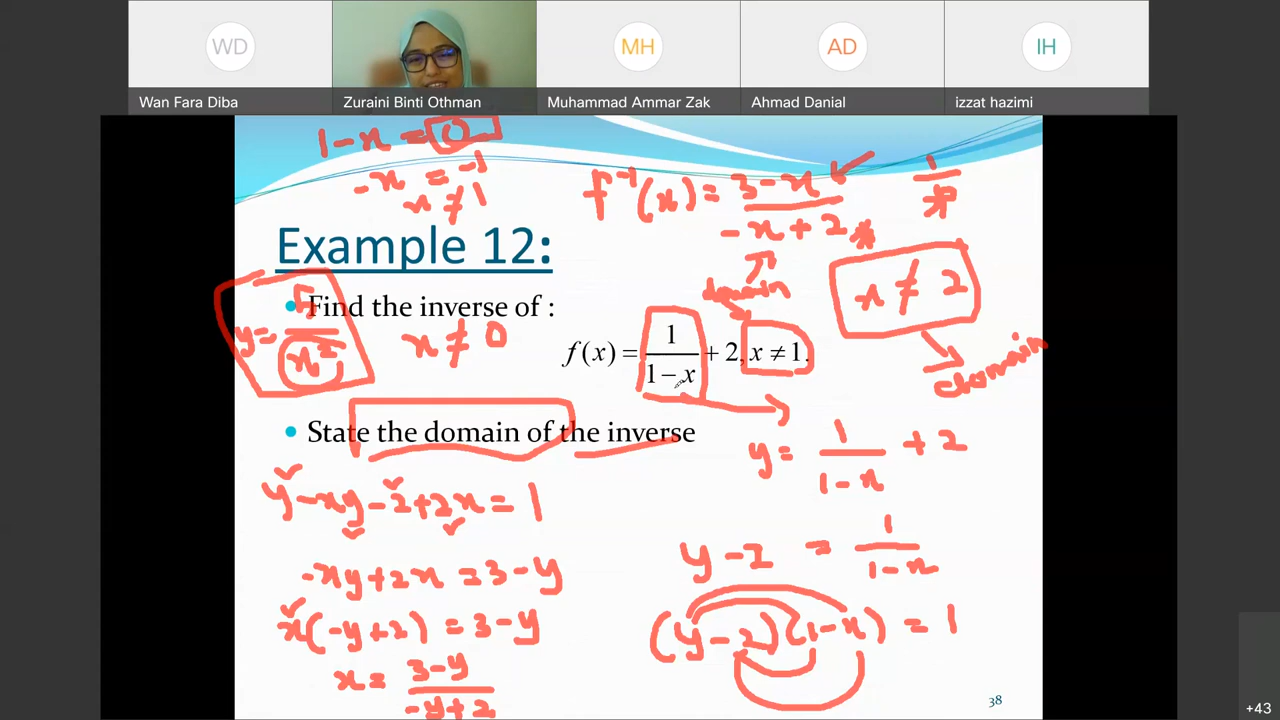 WD
MH
AD
IH
Wan Fara Diba
Zuraini Binti Othman
Muhammad Ammar Zak
Ahmad Danial
izzat hazimi
1-x = 0
-x = -1
x ≠ 1
f⁻¹(x) = 3-x / -x+2 *
1/*
Example 12:
x ≠ 2
domain
domain
• Find the inverse of :
y = 5/x²
x ≠ 0
f(x) = 1/(1-x) + 2, x ≠ 1.
• State the domain of the inverse
y = 1/(1-x) + 2
y - xy - 2 + 2x = 1
y - 2 = 1/(1-x)
-xy + 2x = 3 - y
x(-y+2) = 3 - y
(y-2)(1-x) = 1
x = 3-y / -y+2
38
+43